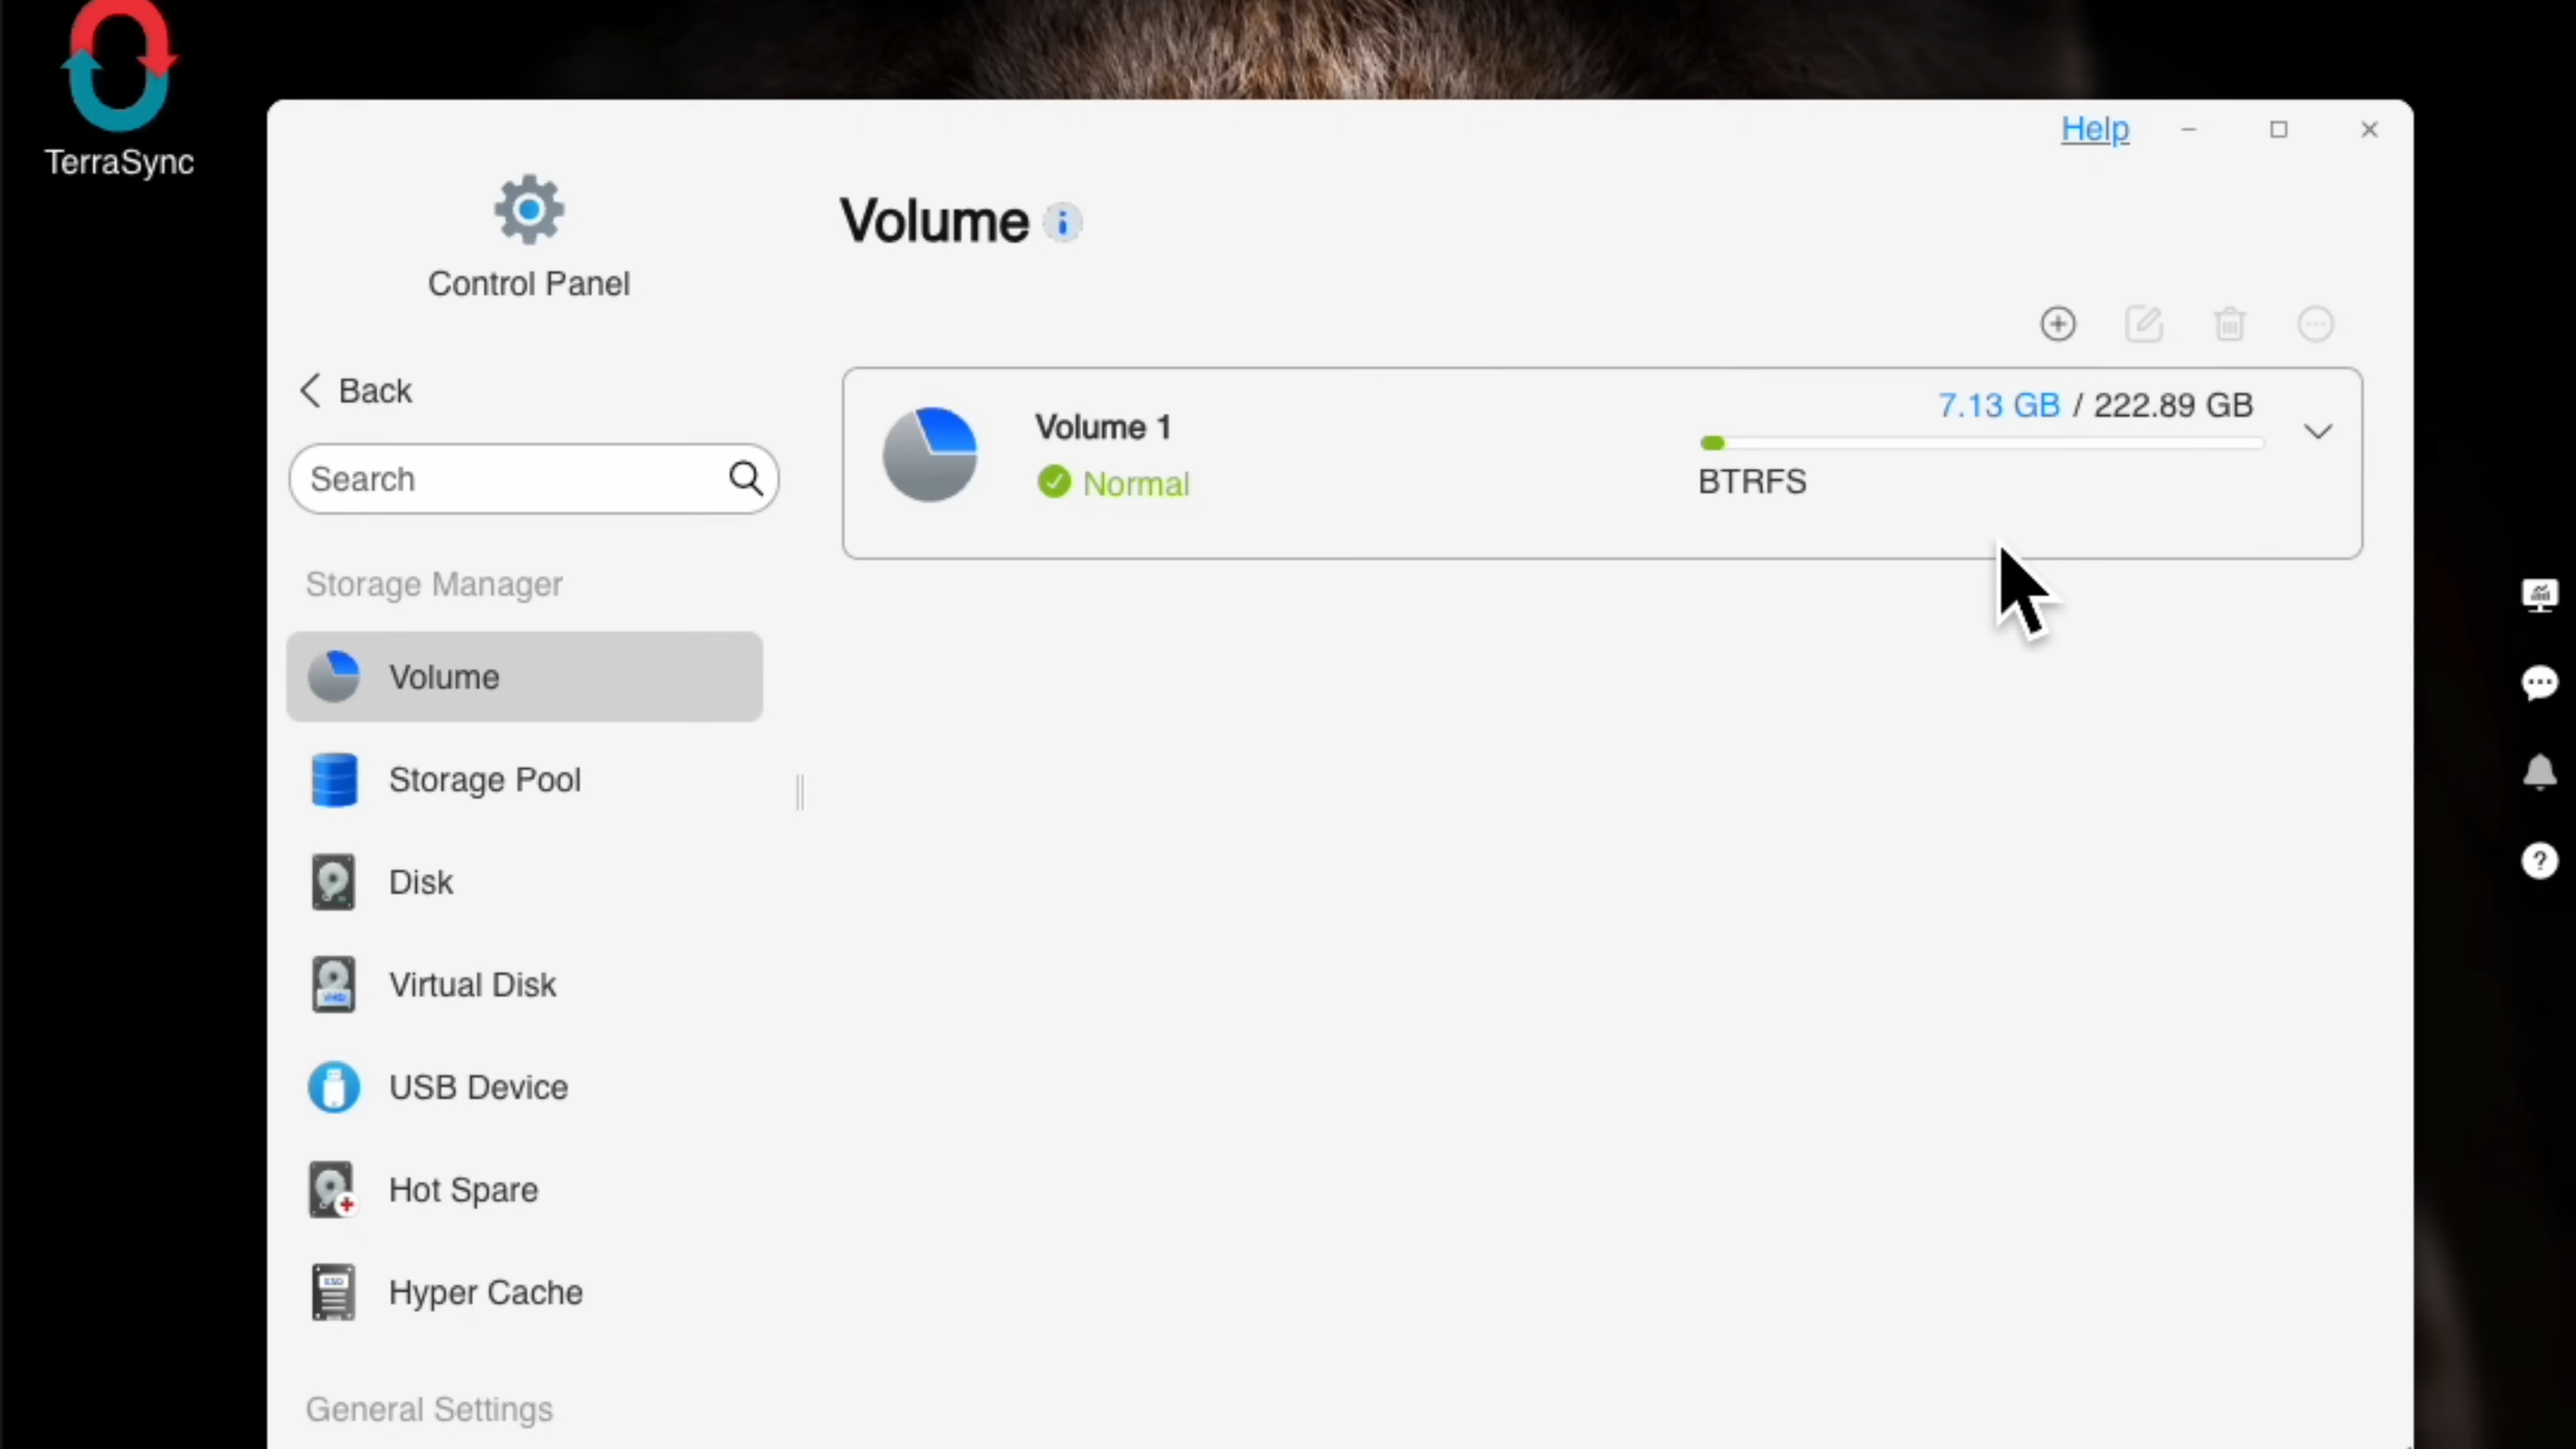 TerraSync
Help
Control Panel
Volume
Back
Search
7.13 GB / 222.89 GB
Volume 1
Normal
BTRFS
Storage Manager
Volume
Storage Pool
Disk
Virtual Disk
USB Device
Hot Spare
Hyper Cache
General Settings